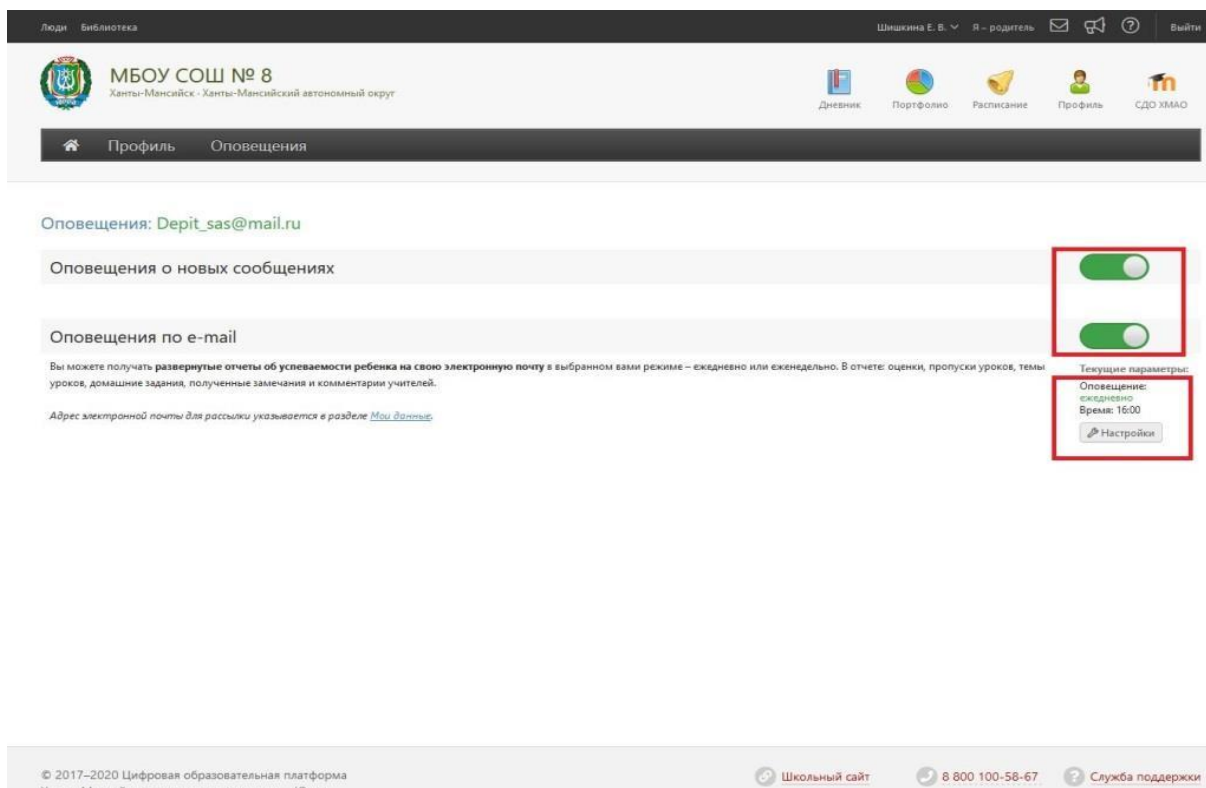 Люди Библиотека Шишкина Е. В. Я – родитель Выйти
МБОУ СОШ № 8
Ханты-Мансийск - Ханты-Мансийский автономный округ
Дневник Портфолио Расписание Профиль СДО ХМАО
Профиль Оповещения
Оповещения: Depit_sas@mail.ru
Оповещения о новых сообщениях
Оповещения по e-mail
Вы можете получать развернутые отчеты об успеваемости ребенка на свою электронную почту в выбранном вами режиме – ежедневно или еженедельно. В отчете: оценки, пропуски уроков, темы
уроков, домашние задания, полученные замечания и комментарии учителей.
Адрес электронной почты для рассылки указывается в разделе Мои данные.
Текущие параметры:
Оповещение:
ежедневно
Время: 16:00
Настройки
© 2017–2020 Цифровая образовательная платформа
Школьный сайт 8 800 100-58-67 Служба поддержки